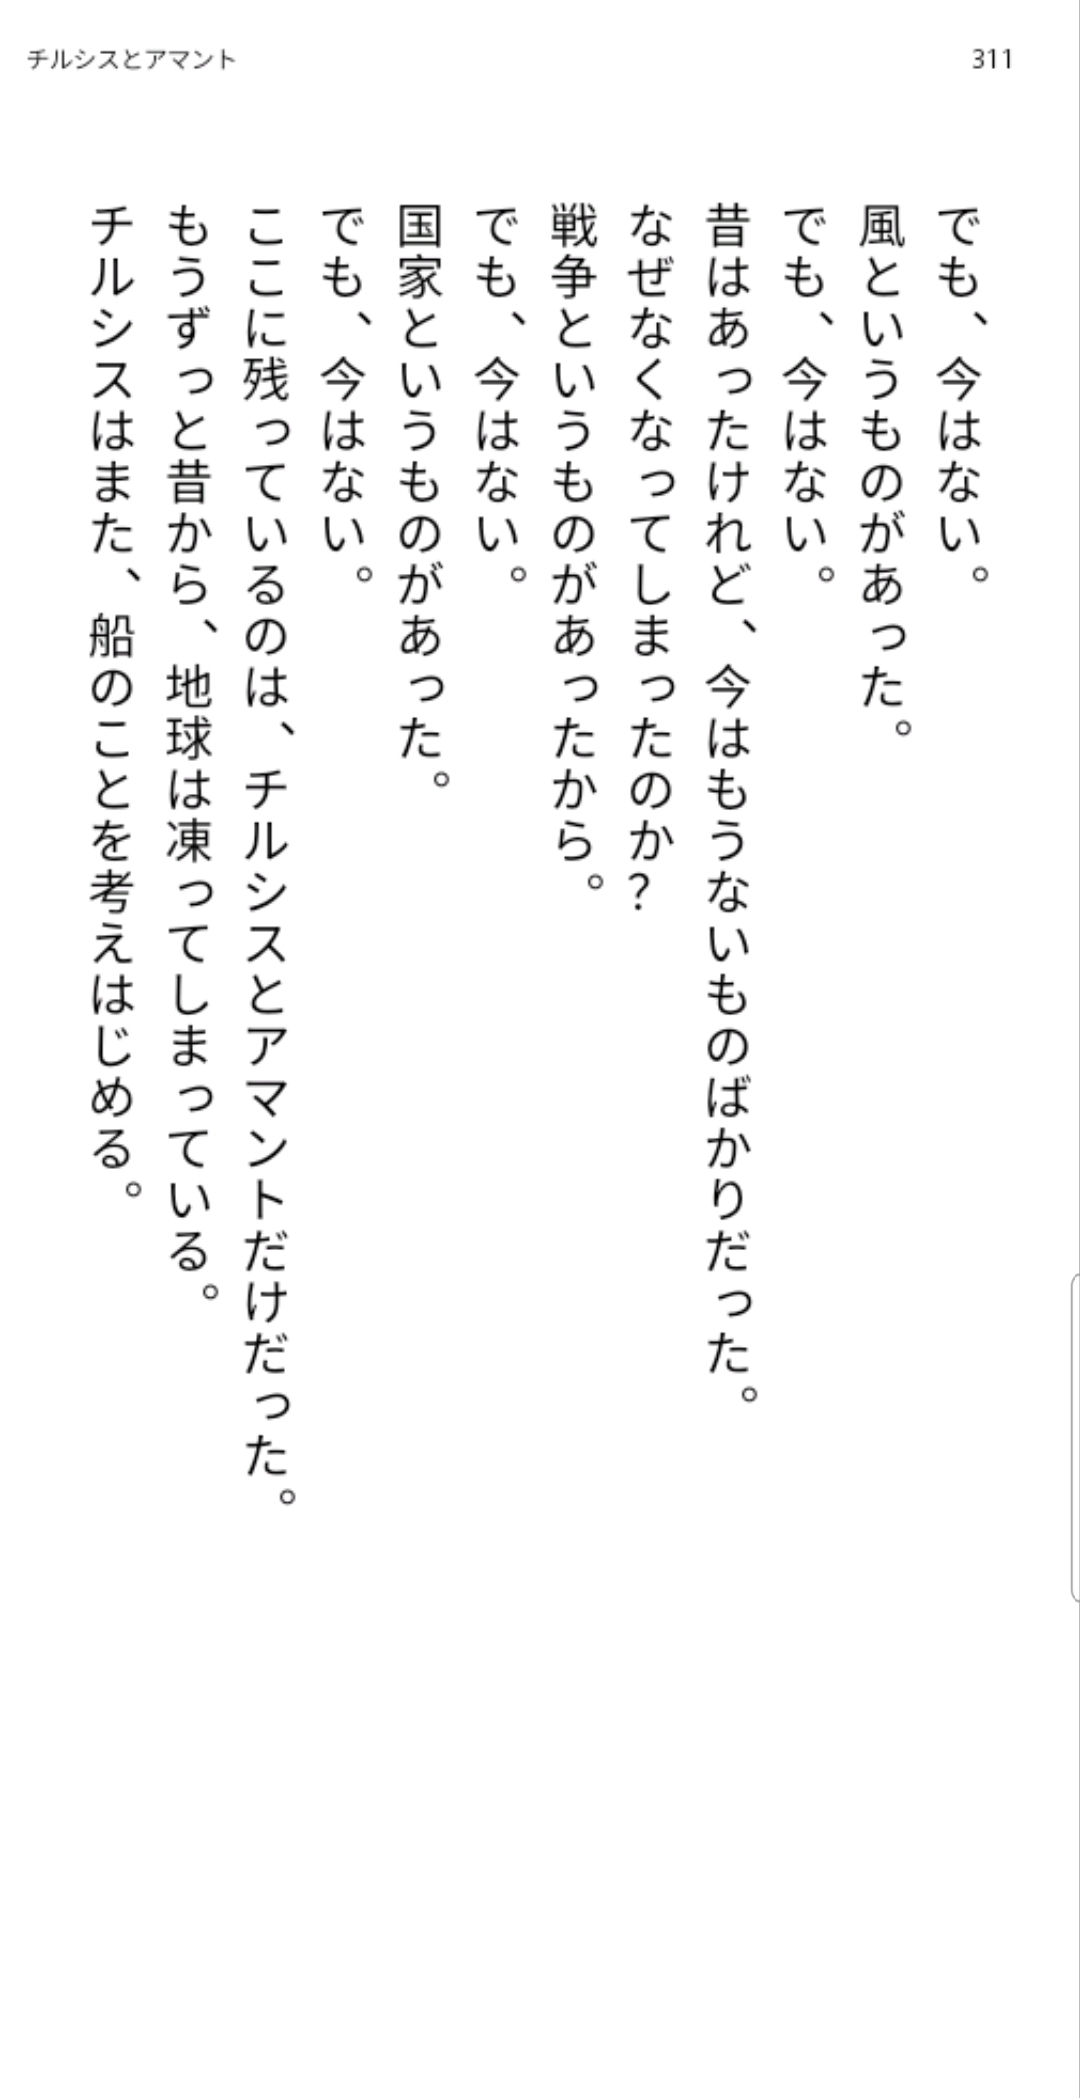 チルシスとアマント
311
でも、今はない。
風というものがあった。
でも、今はない。
昔はあったけれど、今はもうないものばかりだった。
なぜなくなってしまったのか？
戦争というものがあったから。
でも、今はない。
国家というものがあった。
でも、今はない。
ここに残っているのは、チルシスとアマントだけだった。
もうずっと昔から、地球は凍ってしまっている。
チルシスはまた、船のことを考えはじめる。